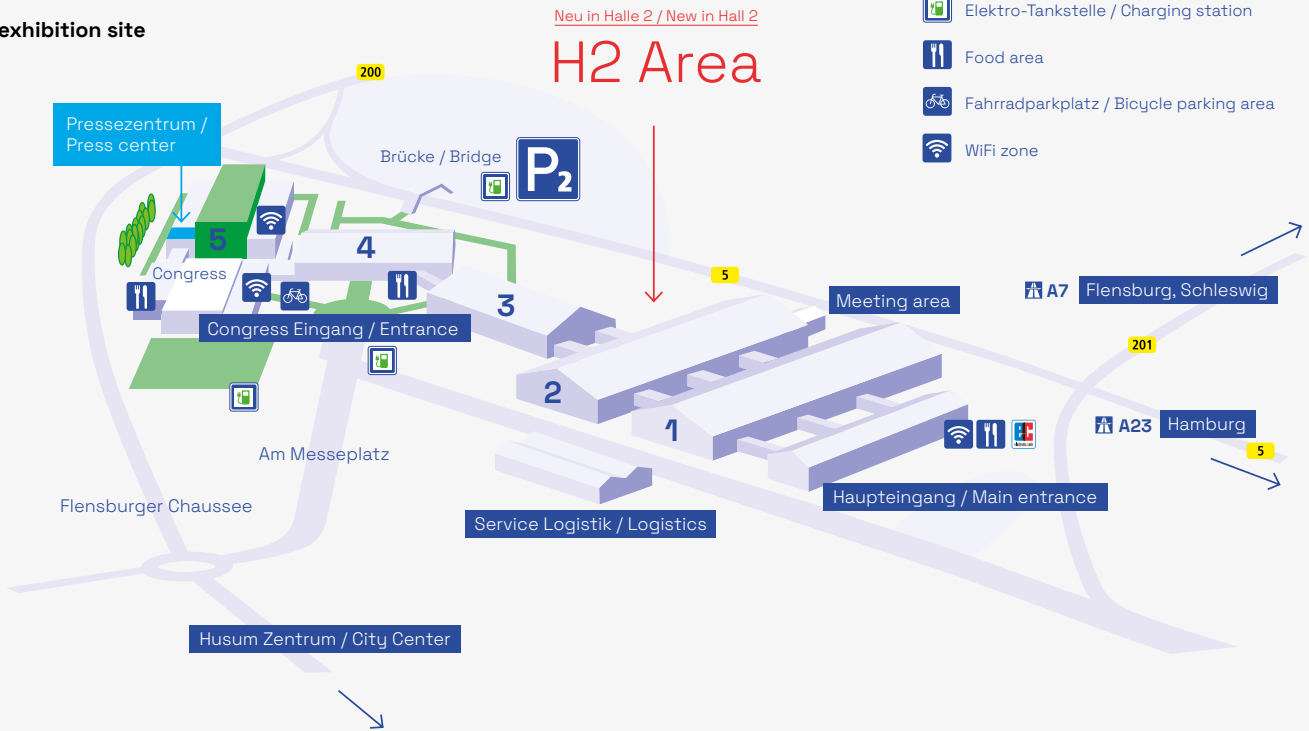 exhibition site
Neu in Halle 2 / New in Hall 2
H2 Area
Elektro-Tankstelle / Charging station
Food area
Fahrradparkplatz / Bicycle parking area
WiFi zone
200
Pressezentrum /
Press center
Brücke / Bridge
P2
5
4
Congress
3
5
Meeting area
A7
Flensburg, Schleswig
201
Congress Eingang / Entrance
2
1
A23
Hamburg
5
EC
Am Messeplatz
Haupteingang / Main entrance
Flensburger Chaussee
Service Logistik / Logistics
Husum Zentrum / City Center